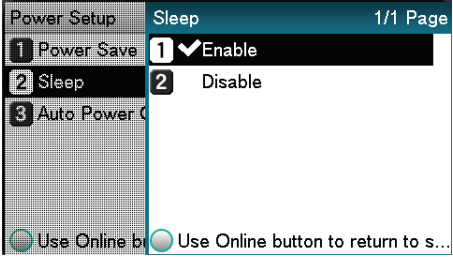 Power Setup
1 Power Save
2 Sleep
3 Auto Power
Use Online
Sleep 1/1 Page
1 Enable
2 Disable
Use Online button to return to s...